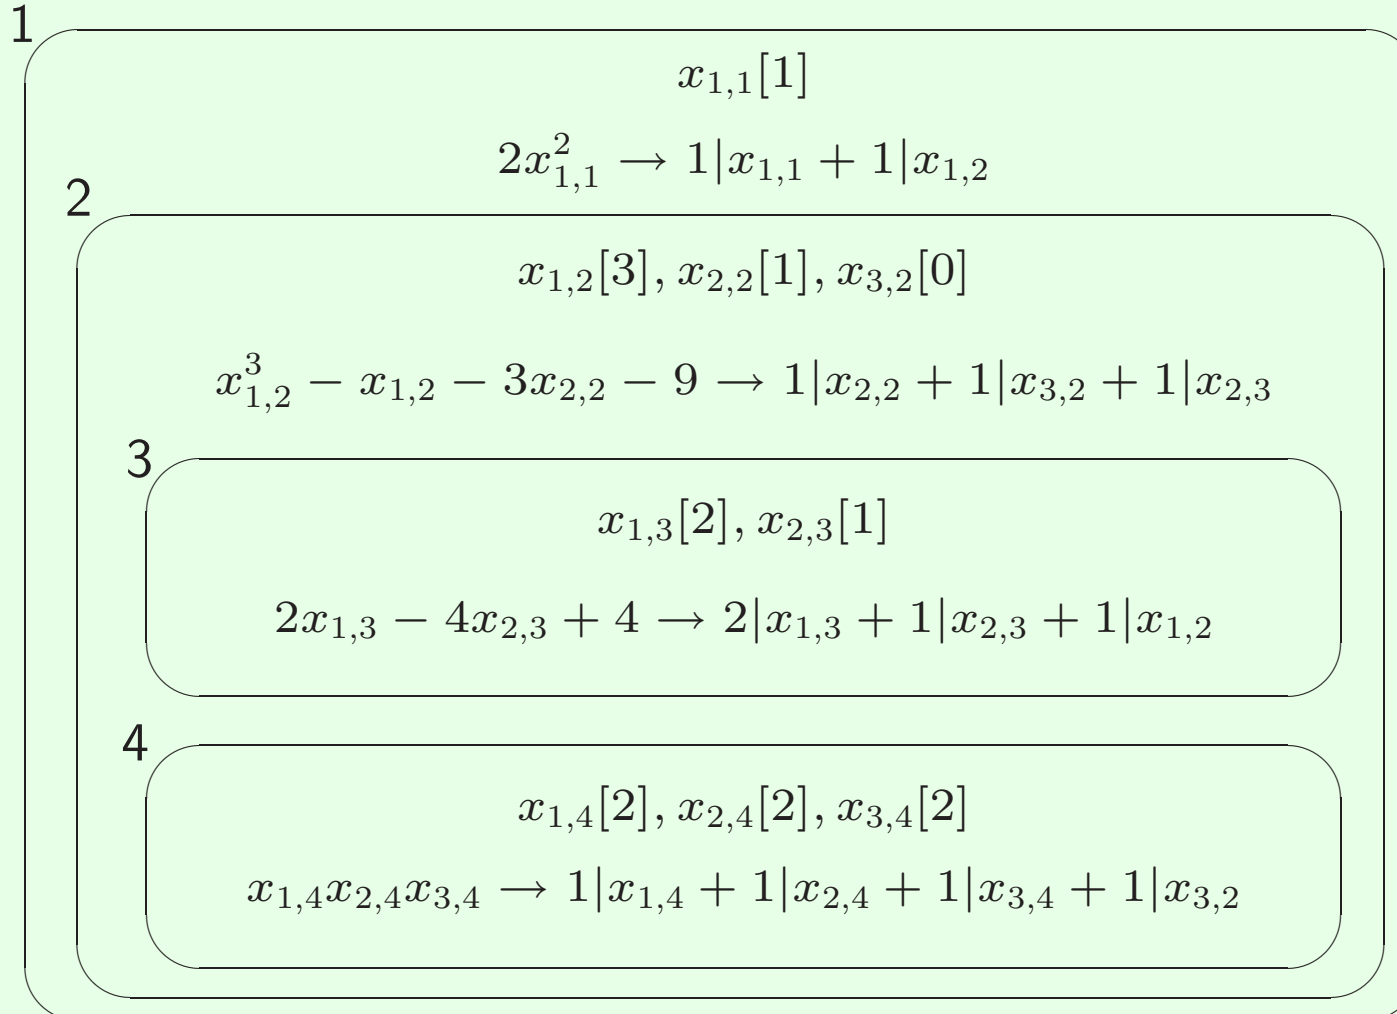 1
x_{1,1}[1]
2x_{1,1}^2 → 1|x_{1,1} + 1|x_{1,2}
2
x_{1,2}[3], x_{2,2}[1], x_{3,2}[0]
x_{1,2}^3 − x_{1,2} − 3x_{2,2} − 9 → 1|x_{2,2} + 1|x_{3,2} + 1|x_{2,3}
3
x_{1,3}[2], x_{2,3}[1]
2x_{1,3} − 4x_{2,3} + 4 → 2|x_{1,3} + 1|x_{2,3} + 1|x_{1,2}
4
x_{1,4}[2], x_{2,4}[2], x_{3,4}[2]
x_{1,4}x_{2,4}x_{3,4} → 1|x_{1,4} + 1|x_{2,4} + 1|x_{3,4} + 1|x_{3,2}